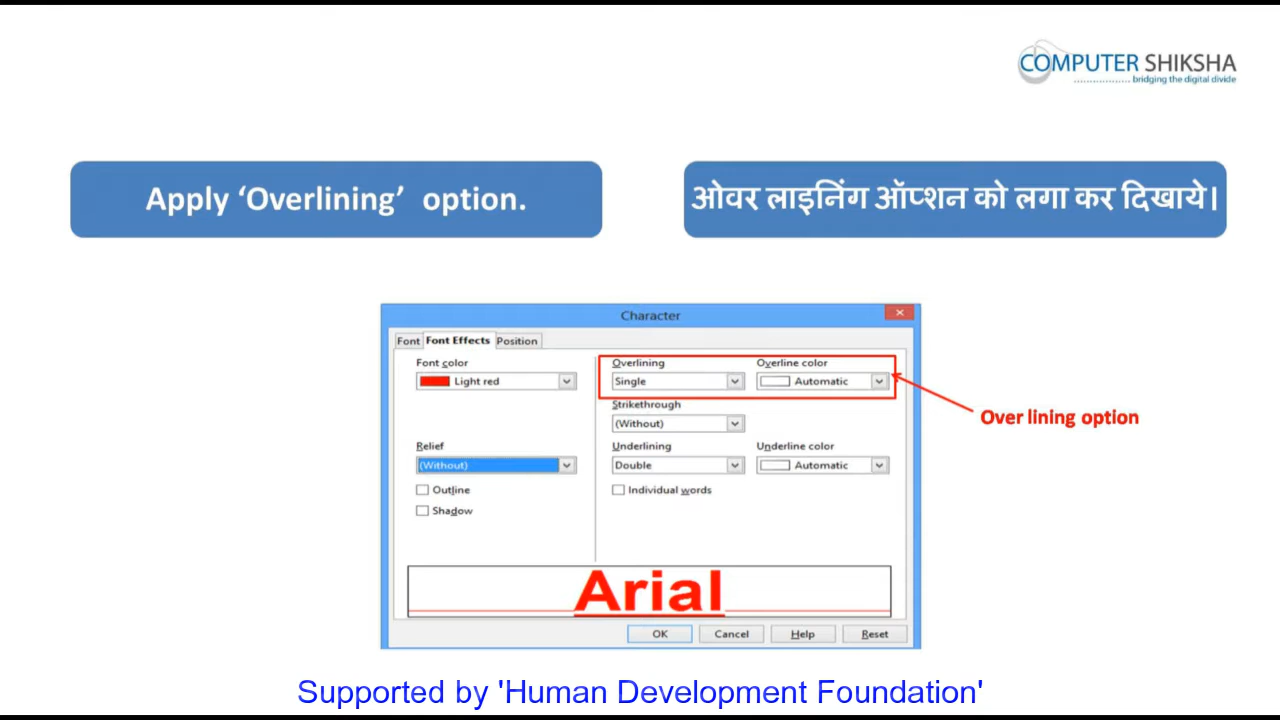 COMPUTER SHIKSHA
bridging the digital divide
Apply ‘Overlining’ option.
ओवर लाइनिंग ऑप्शन को लगा कर दिखाये।
Character
Font Font Effects Position
Font color
Overlining
Overline color
Light red
Single
Automatic
Strikethrough
(Without)
Over lining option
Relief
Underlining
Underline color
(Without)
Double
Automatic
Outline
Individual words
Shadow
Arial
OK Cancel Help Reset
Supported by 'Human Development Foundation'